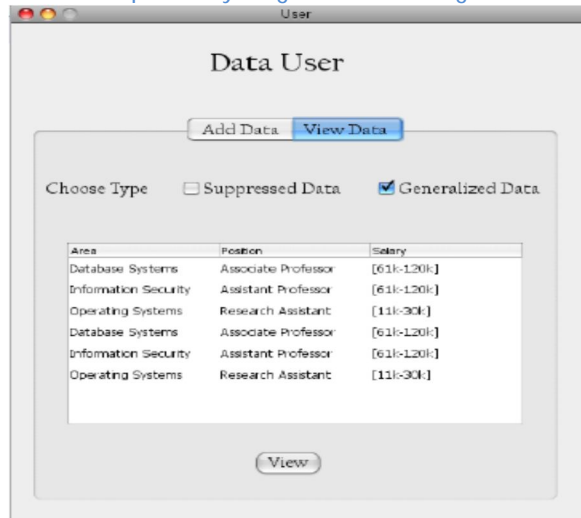 User
Data User
Add Data View Data
Choose Type Suppressed Data Generalized Data
Area Position Salary
Database Systems Associate Professor [61k-120k]
Information Security Assistant Professor [61k-120k]
Operating Systems Research Assistant [11k-30k]
Database Systems Associate Professor [61k-120k]
Information Security Assistant Professor [61k-120k]
Operating Systems Research Assistant [11k-30k]
View